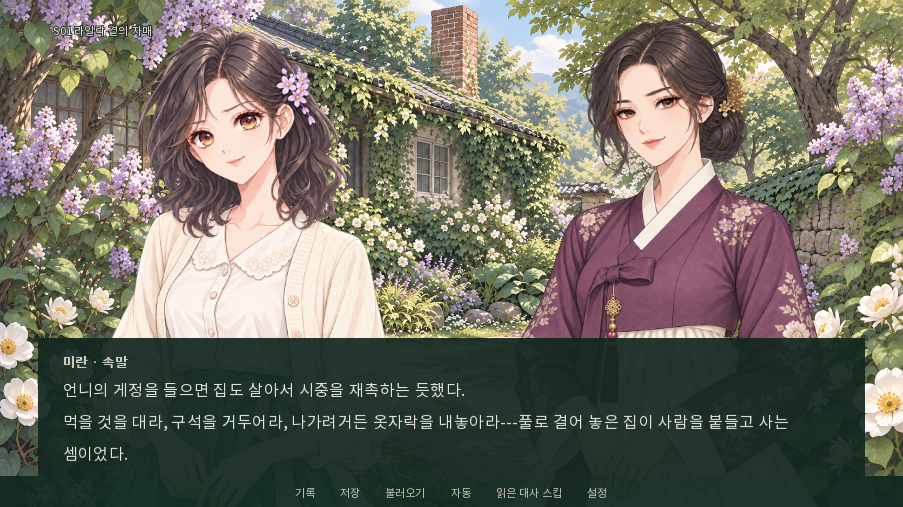 S01 라일락 결의 자매
미란 · 속말
언니의 게정을 들으면 집도 살아서 시중을 재촉하는 듯했다.
먹을 것을 대라, 구석을 거두어라, 나가려거든 옷자락을 내놓아라---풀로 결어 놓은 집이 사람을 붙들고 사는
셈이었다.
기록 저장 불러오기 자동 읽은 대사 스킵 설정